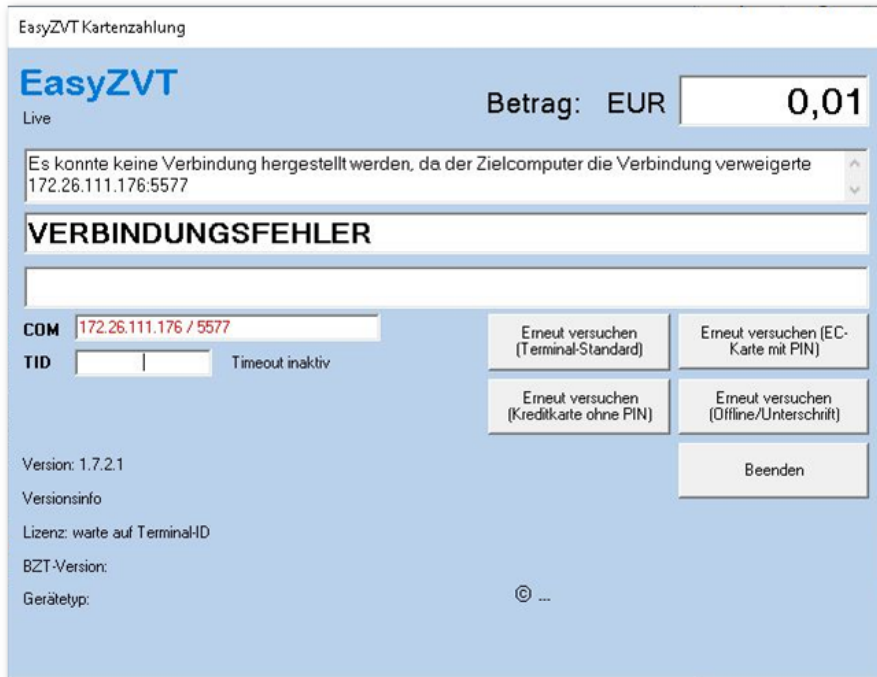 EasyZVT Kartenzahlung
EasyZVT
Live
Betrag: EUR 0,01
Es konnte keine Verbindung hergestellt werden, da der Zielcomputer die Verbindung verweigerte
172.26.111.176:5577
VERBINDUNGSFEHLER
COM 172.26.111.176 / 5577
TID
Timeout inaktiv
Erneut versuchen
(Terminal-Standard)
Erneut versuchen (EC-
Karte mit PIN)
Erneut versuchen
(Kreditkarte ohne PIN)
Erneut versuchen
(Offline/Unterschrift)
Beenden
Version: 1.7.2.1
Versionsinfo
Lizenz: warte auf Terminal-ID
BZT-Version:
Gerätetyp:
© ...